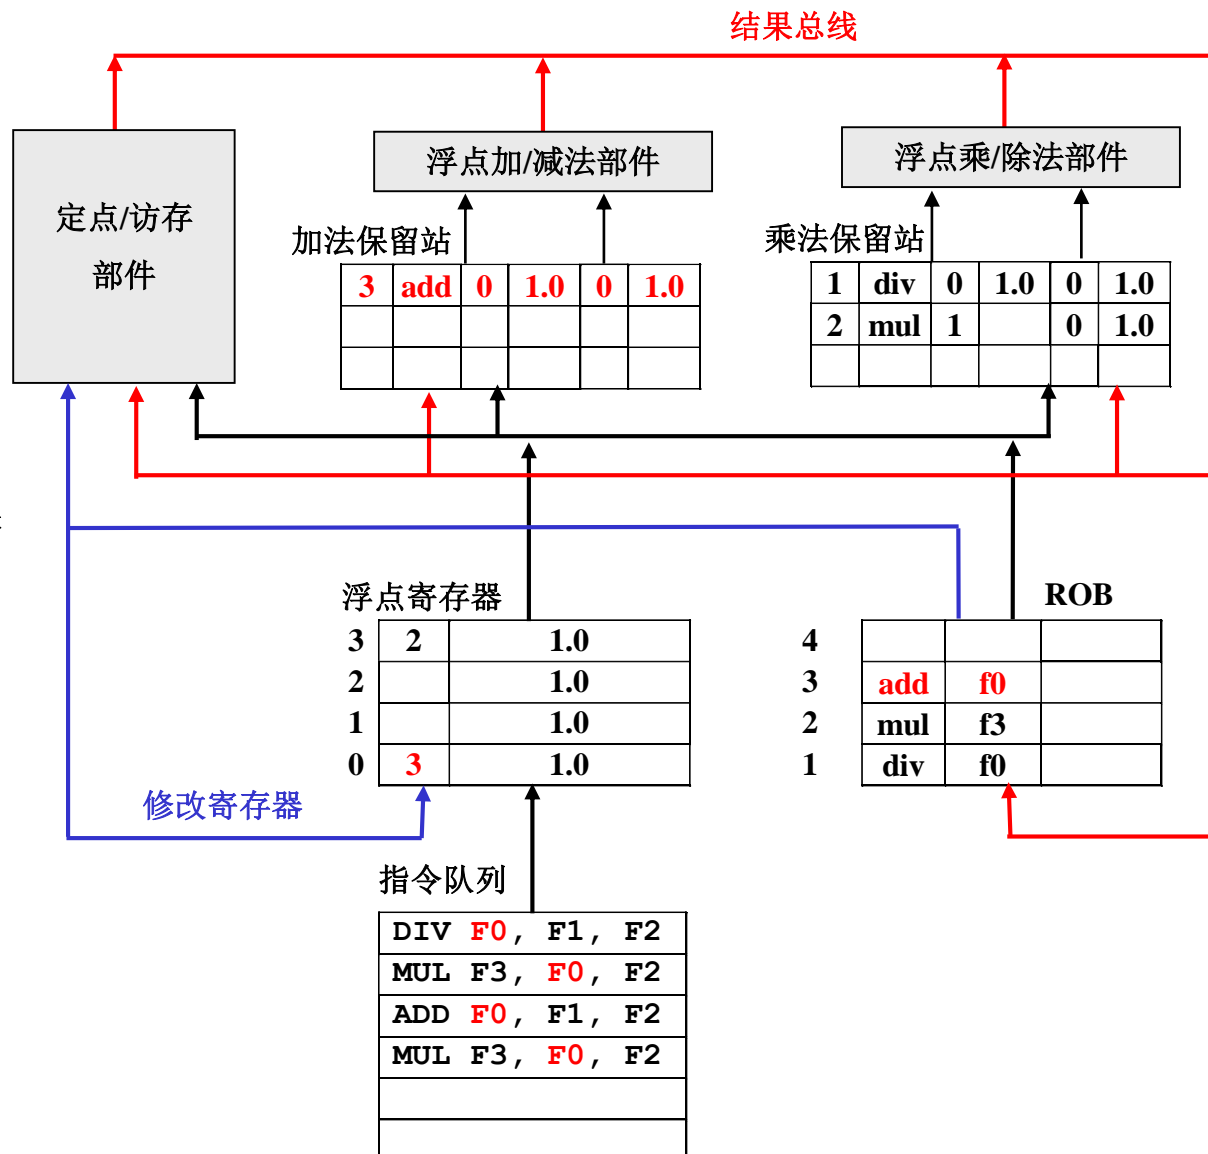 结果总线
定点/访存
部件
浮点加/减法部件
浮点乘/除法部件
加法保留站
3 add 0 1.0 0 1.0
乘法保留站
1 div 0 1.0 0 1.0
2 mul 1 0 1.0
浮点寄存器
3 2 1.0
2 1.0
1 1.0
0 3 1.0
ROB
4
3 add f0
2 mul f3
1 div f0
修改寄存器
指令队列
DIV F0, F1, F2
MUL F3, F0, F2
ADD F0, F1, F2
MUL F3, F0, F2